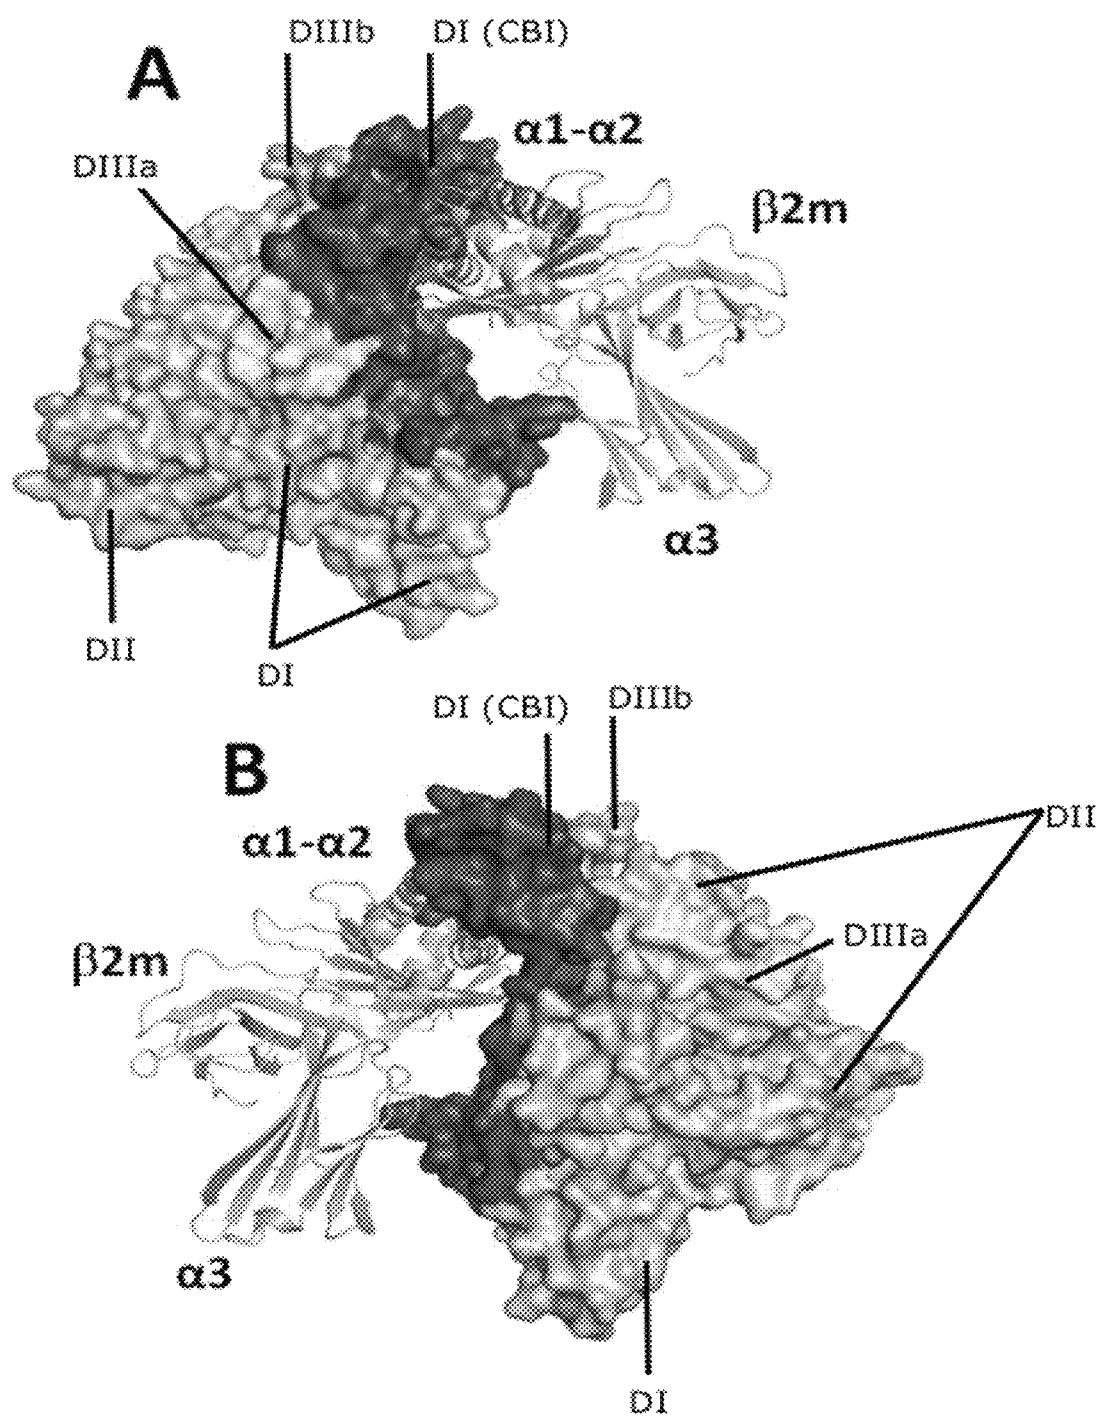 DIIIb
DI (CBI)
A
α1-α2
DIIIa
β2m
α3
DII
DI
DI (CBI)
DIIIb
B
DII
α1-α2
DIIIa
β2m
α3
DI